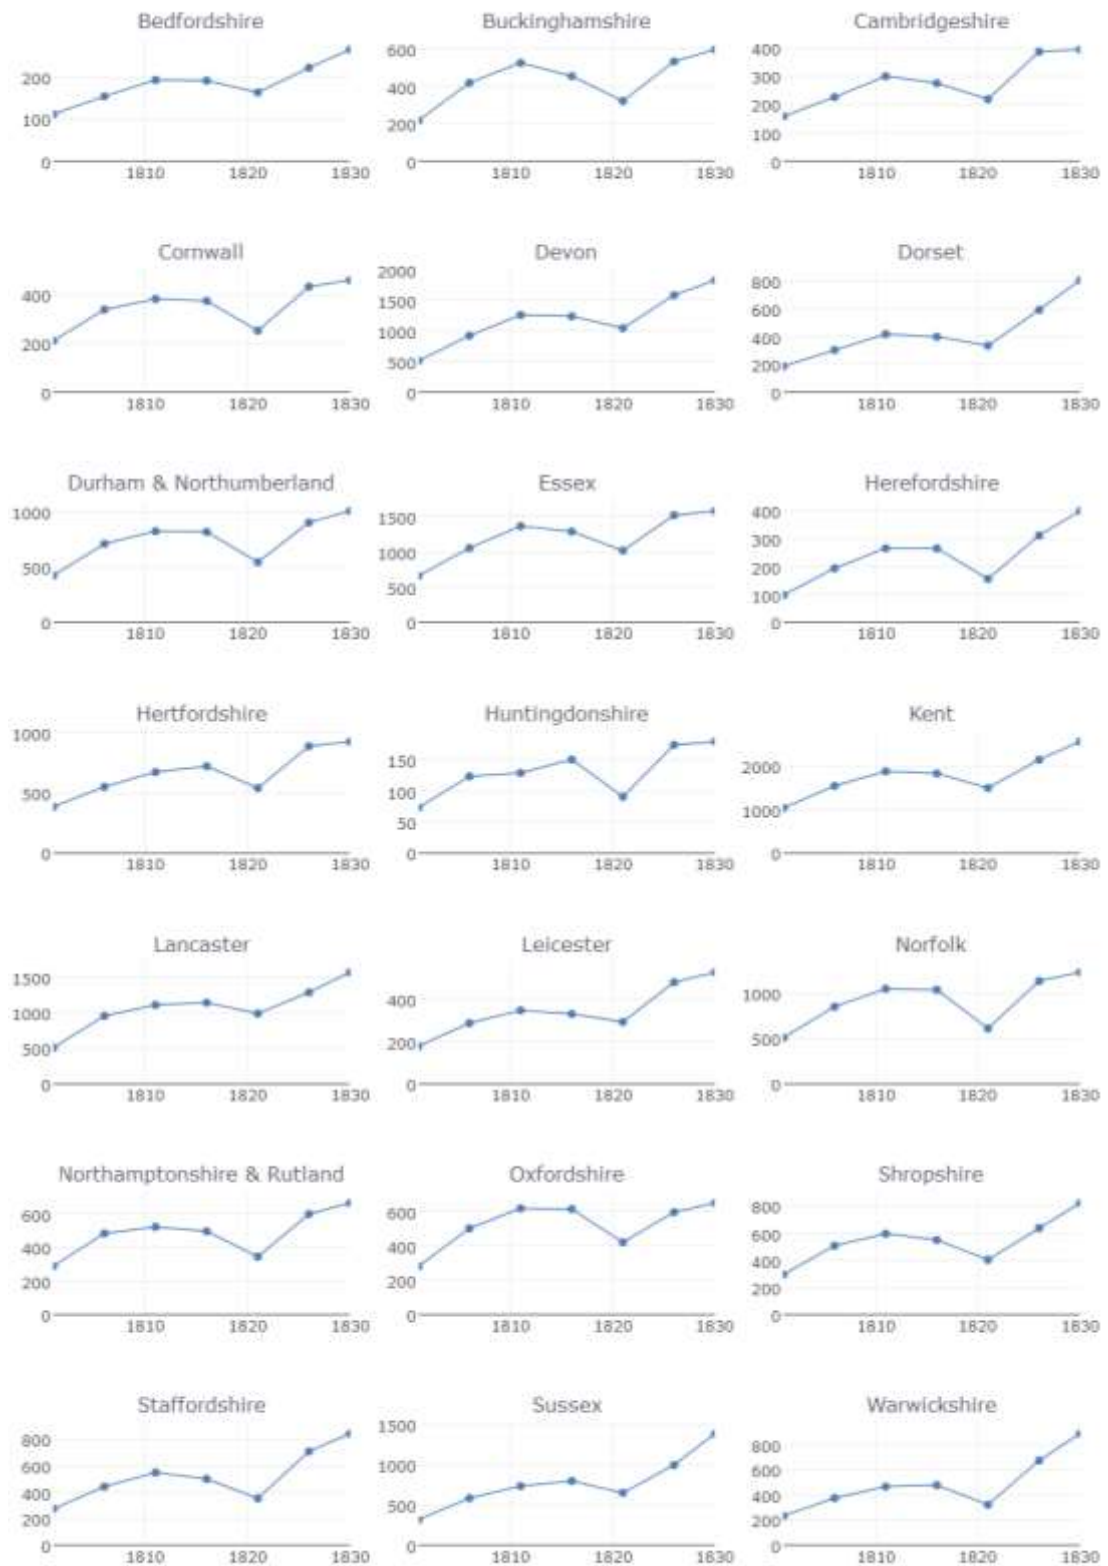 Bedfordshire Buckinghamshire Cambridgeshire
200 100 0 600 400 200 0 400 300 200 100 0
1810 1820 1830 1810 1820 1830 1810 1820 1830
Cornwall Devon Dorset
400 200 0 2000 1500 1000 500 0 800 600 400 200 0
1810 1820 1830 1810 1820 1830 1810 1820 1830
Durham & Northumberland Essex Herefordshire
1000 500 0 1500 1000 500 0 400 300 200 100 0
1810 1820 1830 1810 1820 1830 1810 1820 1830
Hertfordshire Huntingdonshire Kent
1000 500 0 150 100 50 0 2000 1000 0
1810 1820 1830 1810 1820 1830 1810 1820 1830
Lancaster Leicester Norfolk
1500 1000 500 0 400 200 0 1000 500 0
1810 1820 1830 1810 1820 1830 1810 1820 1830
Northamptonshire & Rutland Oxfordshire Shropshire
600 400 200 0 600 400 200 0 800 600 400 200 0
1810 1820 1830 1810 1820 1830 1810 1820 1830
Staffordshire Sussex Warwickshire
800 600 400 200 0 1500 1000 500 0 800 600 400 200 0
1810 1820 1830 1810 1820 1830 1810 1820 1830